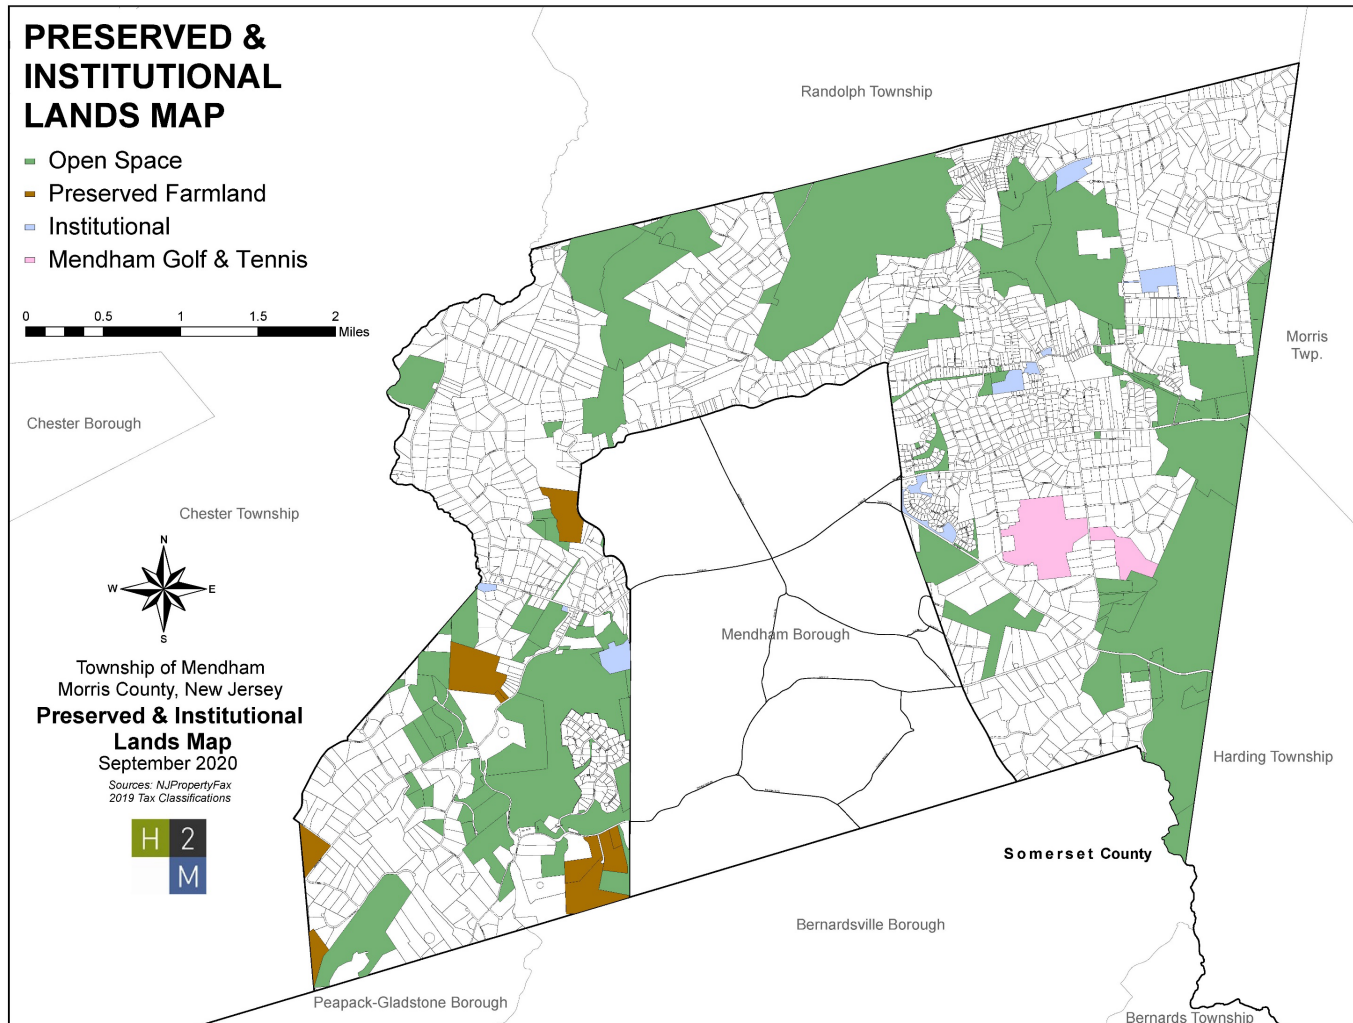 PRESERVED &
INSTITUTIONAL
LANDS MAP
Open Space
Preserved Farmland
Institutional
Mendham Golf & Tennis
0 0.5 1 1.5 2
Miles
Randolph Township
Morris
Twp.
Chester Borough
Chester Township
N
W E
S
Mendham Borough
Township of Mendham
Morris County, New Jersey
Preserved & Institutional
Lands Map
September 2020
Sources: NJPropertyFax
2019 Tax Classifications
H 2
M
Harding Township
Somerset County
Bernardsville Borough
Peapack-Gladstone Borough
Bernards Township